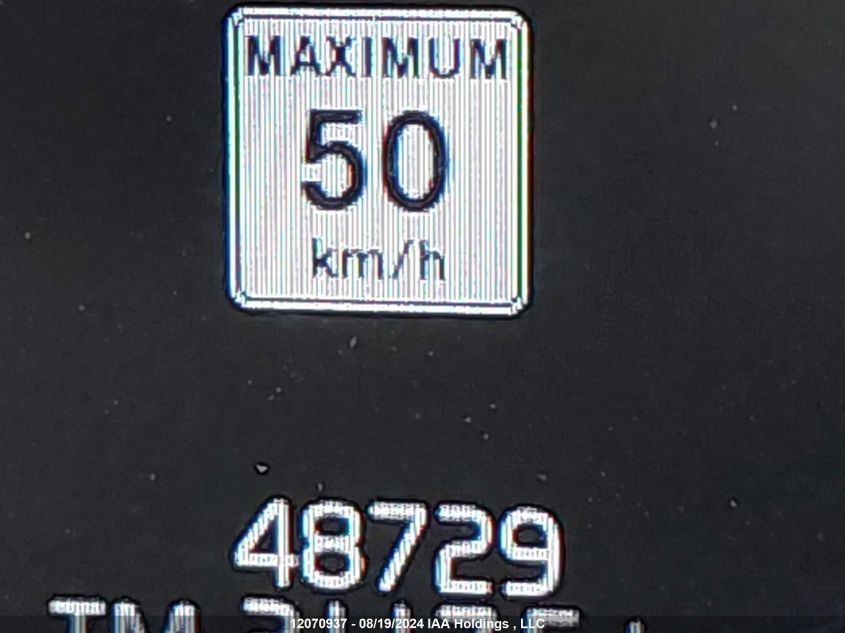 MAXIMUM
50
km/h
48729
12070937 - 08/19/2024 IAA Holdings , LLC